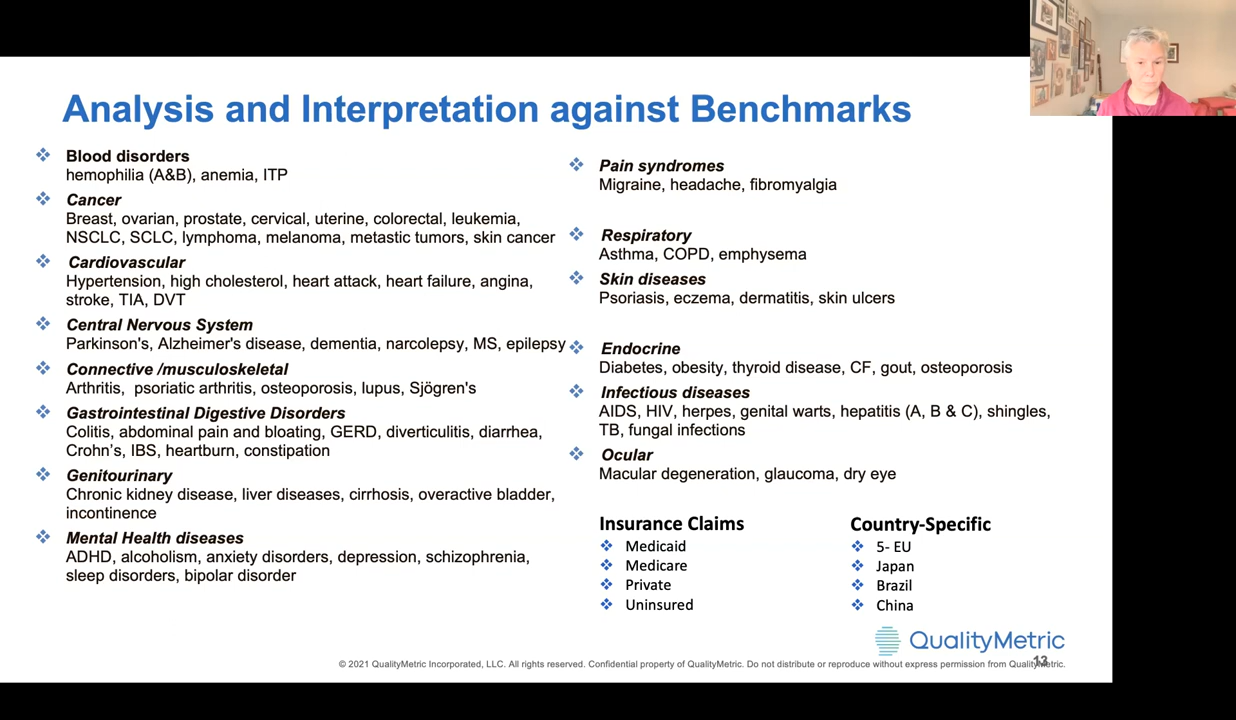 Analysis and Interpretation against Benchmarks
Blood disorders
hemophilia (A&B), anemia, ITP
Cancer
Breast, ovarian, prostate, cervical, uterine, colorectal, leukemia,
NSCLC, SCLC, lymphoma, melanoma, metastic tumors, skin cancer
Cardiovascular
Hypertension, high cholesterol, heart attack, heart failure, angina,
stroke, TIA, DVT
Central Nervous System
Parkinson's, Alzheimer's disease, dementia, narcolepsy, MS, epilepsy
Connective /musculoskeletal
Arthritis,  psoriatic arthritis, osteoporosis, lupus, Sjögren's
Gastrointestinal Digestive Disorders
Colitis, abdominal pain and bloating, GERD, diverticulitis, diarrhea,
Crohn’s, IBS, heartburn, constipation
Genitourinary
Chronic kidney disease, liver diseases, cirrhosis, overactive bladder,
incontinence
Mental Health diseases
ADHD, alcoholism, anxiety disorders, depression, schizophrenia,
sleep disorders, bipolar disorder
Pain syndromes
Migraine, headache, fibromyalgia
Respiratory
Asthma, COPD, emphysema
Skin diseases
Psoriasis, eczema, dermatitis, skin ulcers
Endocrine
Diabetes, obesity, thyroid disease, CF, gout, osteoporosis
Infectious diseases
AIDS, HIV, herpes, genital warts, hepatitis (A, B & C), shingles,
TB, fungal infections
Ocular
Macular degeneration, glaucoma, dry eye
Insurance Claims
Medicaid
Medicare
Private
Uninsured
Country-Specific
5- EU
Japan
Brazil
China
QualityMetric
© 2021 QualityMetric Incorporated, LLC. All rights reserved. Confidential property of QualityMetric. Do not distribute or reproduce without express permission from QualityMetric.
13